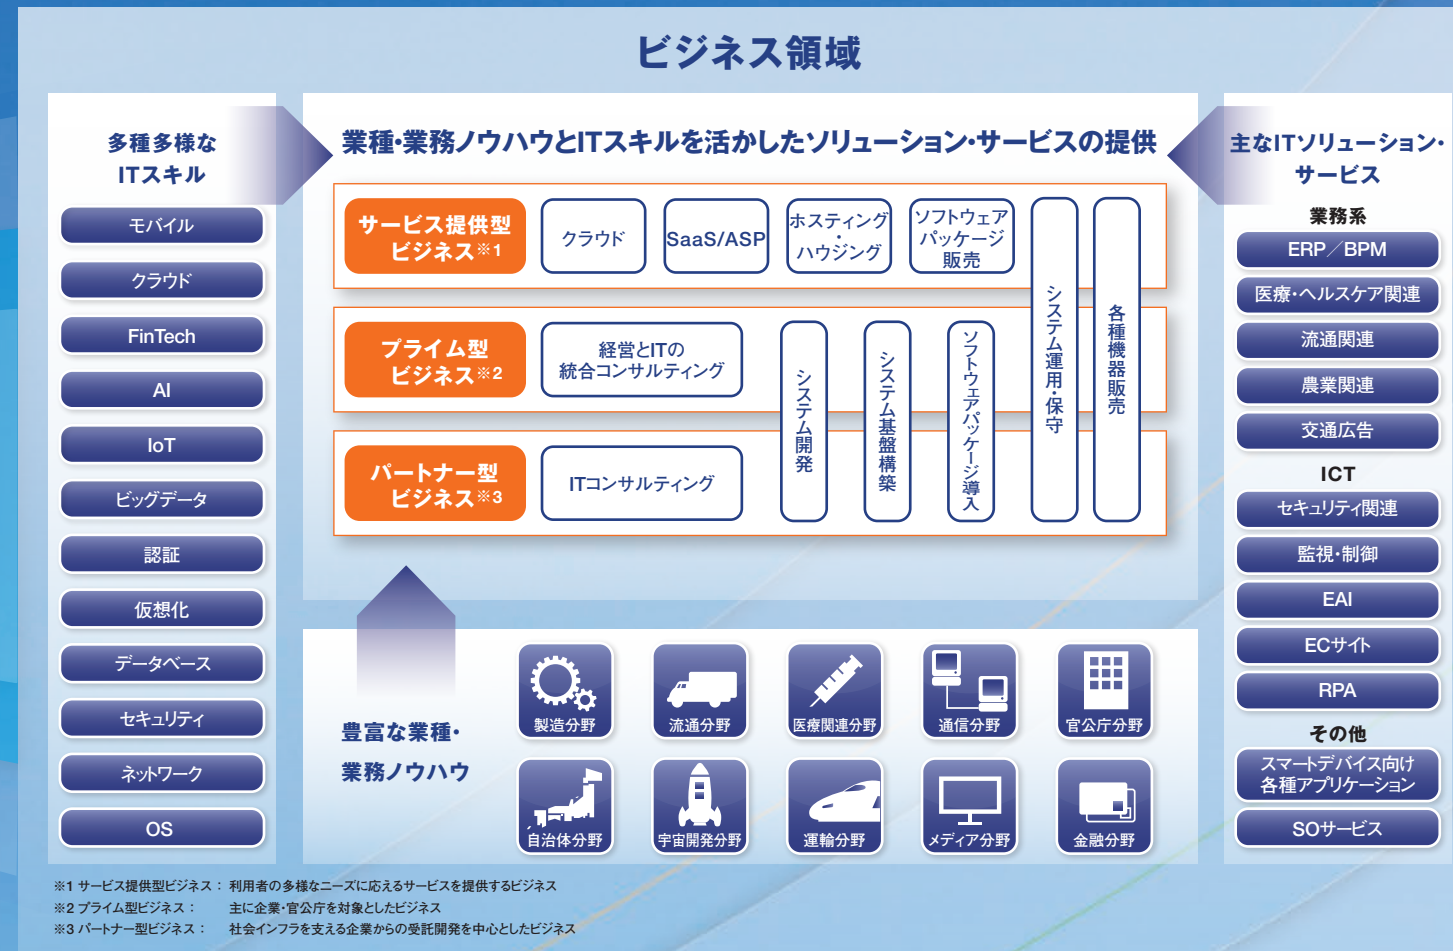 ビジネス領域
多種多様な
ITスキル
モバイル
クラウド
FinTech
AI
IoT
ビッグデータ
認証
仮想化
データベース
セキュリティ
ネットワーク
OS
業種・業務ノウハウとITスキルを活かしたソリューション・サービスの提供
サービス提供型
ビジネス※1
クラウド
SaaS/ASP
ホスティング
・
ハウジング
ソフトウェア
パッケージ
販売
プライム型
ビジネス※2
経営とITの
統合コンサルティング
パートナー型
ビジネス※3
ITコンサルティング
システム開発
システム基盤構築
ソフトウェアパッケージ導入
システム運用・保守
各種機器販売
豊富な業種・
業務ノウハウ
製造分野
流通分野
医療関連分野
通信分野
官公庁分野
自治体分野
宇宙開発分野
運輸分野
メディア分野
金融分野
主なITソリューション・
サービス
業務系
ERP／BPM
医療・ヘルスケア関連
流通関連
農業関連
交通広告
ICT
セキュリティ関連
監視・制御
EAI
ECサイト
RPA
その他
スマートデバイス向け
各種アプリケーション
SOサービス
※1 サービス提供型ビジネス： 利用者の多様なニーズに応えるサービスを提供するビジネス
※2 プライム型ビジネス： 主に企業・官公庁を対象としたビジネス
※3 パートナー型ビジネス： 社会インフラを支える企業からの受託開発を中心としたビジネス